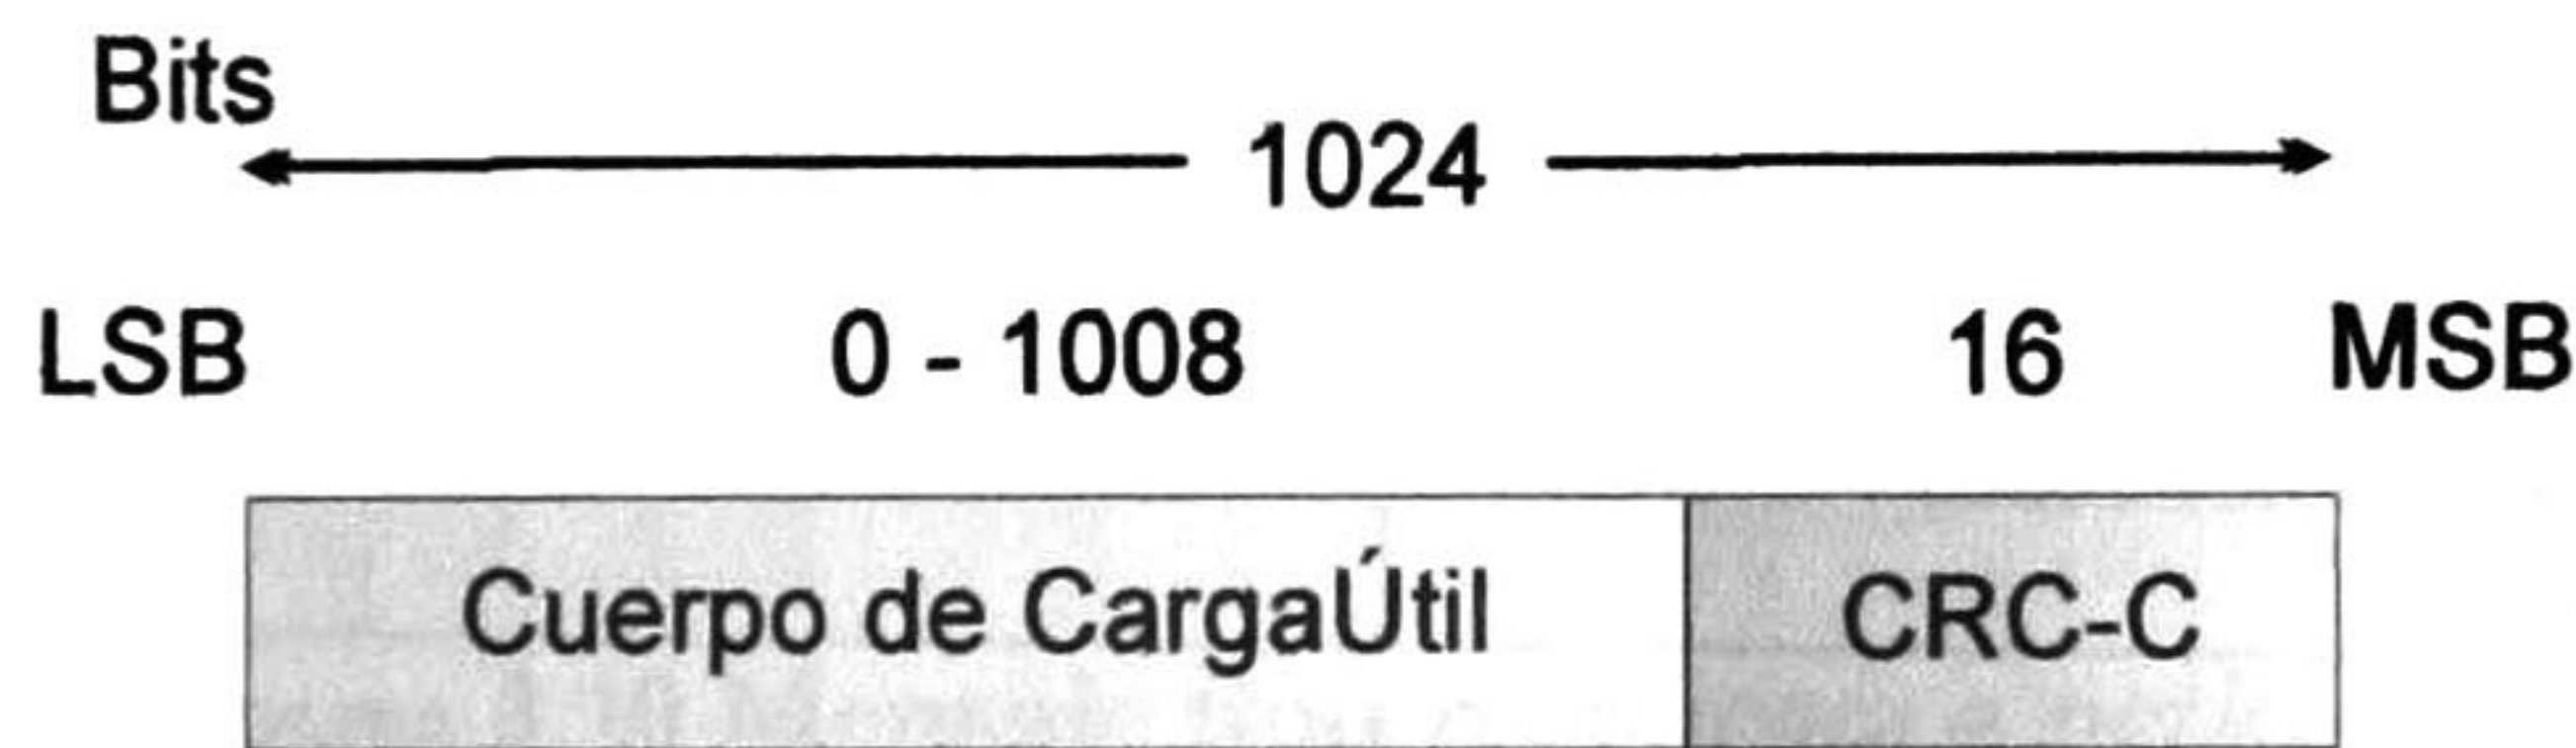 Bits
1024
LSB 0 - 1008 16 MSB
Cuerpo de CargaÚtil CRC-C